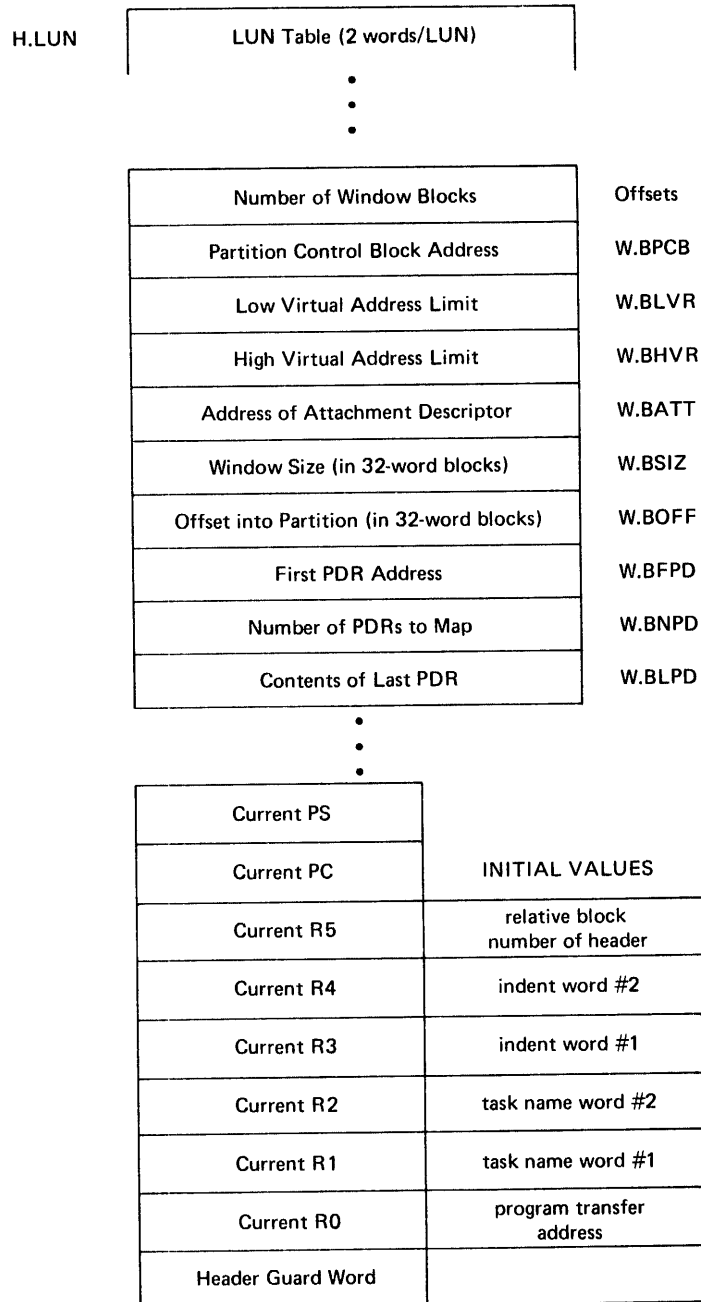 H.LUN LUN Table (2 words/LUN)
Number of Window Blocks Offsets
Partition Control Block Address W.BPCB
Low Virtual Address Limit W.BLVR
High Virtual Address Limit W.BHVR
Address of Attachment Descriptor W.BATT
Window Size (in 32-word blocks) W.BSIZ
Offset into Partition (in 32-word blocks) W.BOFF
First PDR Address W.BFPD
Number of PDRs to Map W.BNPD
Contents of Last PDR W.BLPD
Current PS
Current PC INITIAL VALUES
Current R5 relative block
number of header
Current R4 indent word #2
Current R3 indent word #1
Current R2 task name word #2
Current R1 task name word #1
Current R0 program transfer
address
Header Guard Word